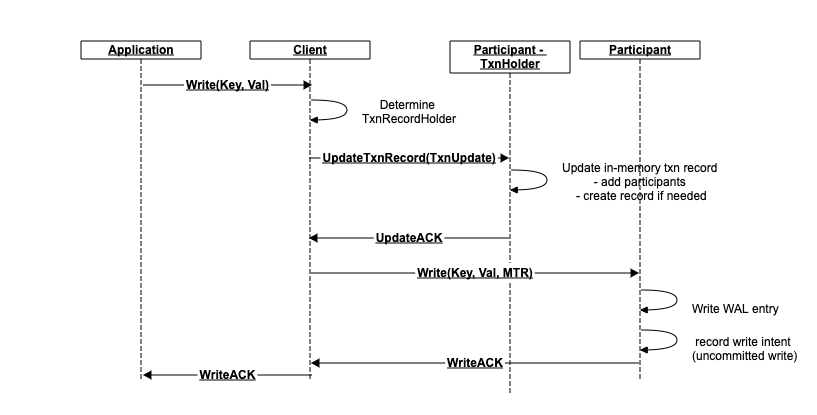 Application
Client
Participant -
TxnHolder
Participant
Write(Key, Val)
Determine
TxnRecordHolder
UpdateTxnRecord(TxnUpdate)
Update in-memory txn record
- add participants
- create record if needed
UpdateACK
Write(Key, Val, MTR)
Write WAL entry
record write intent
(uncommitted write)
WriteACK
WriteACK